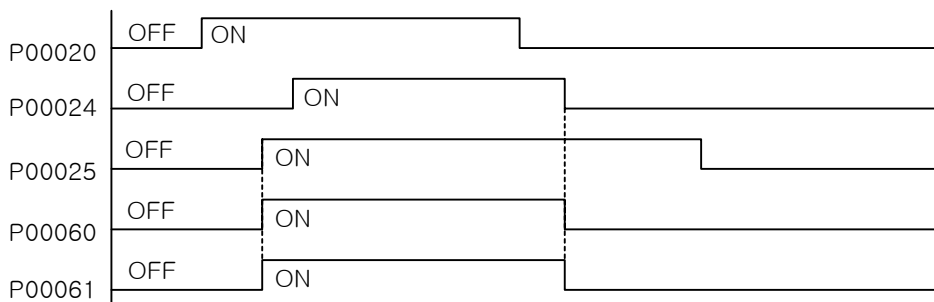 P00020 OFF ON
P00024 OFF ON
P00025 OFF ON
P00060 OFF ON
P00061 OFF ON